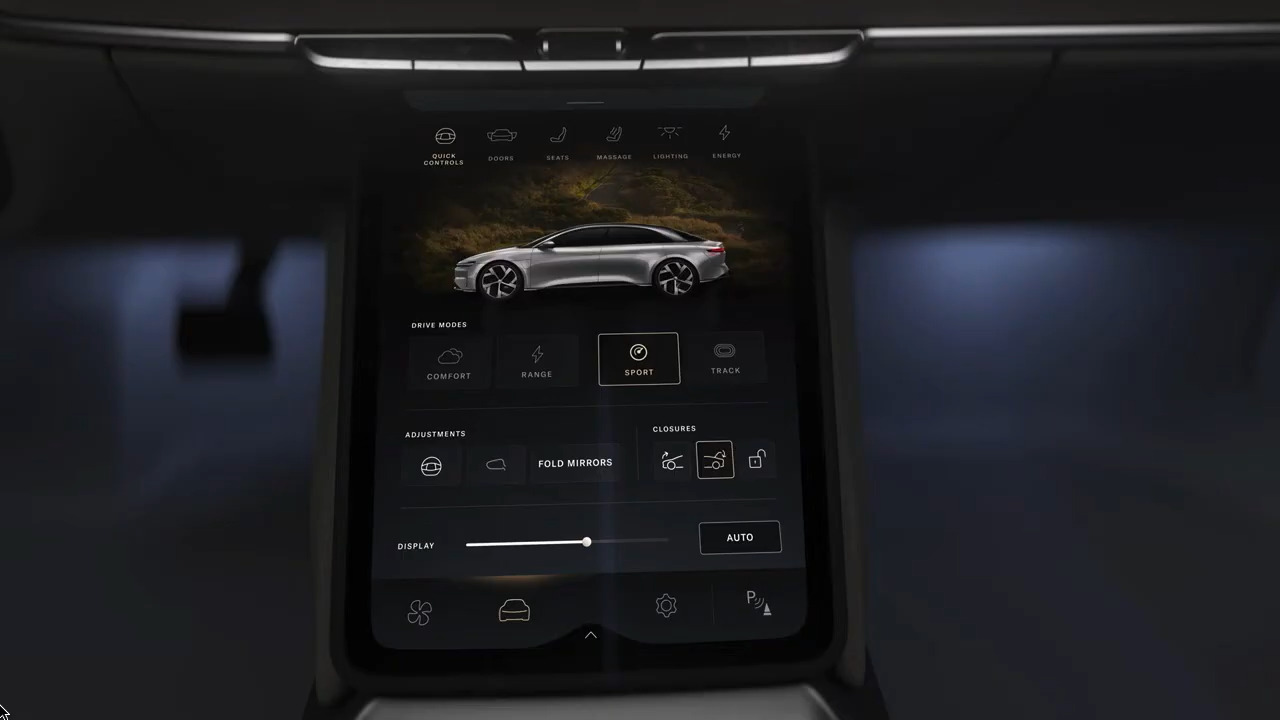 QUICK
CONTROLS
DOORS
SEATS
MASSAGE
LIGHTING
ENERGY
DRIVE MODES
COMFORT
RANGE
SPORT
TRACK
ADJUSTMENTS
CLOSURES
FOLD MIRRORS
DISPLAY
AUTO
P